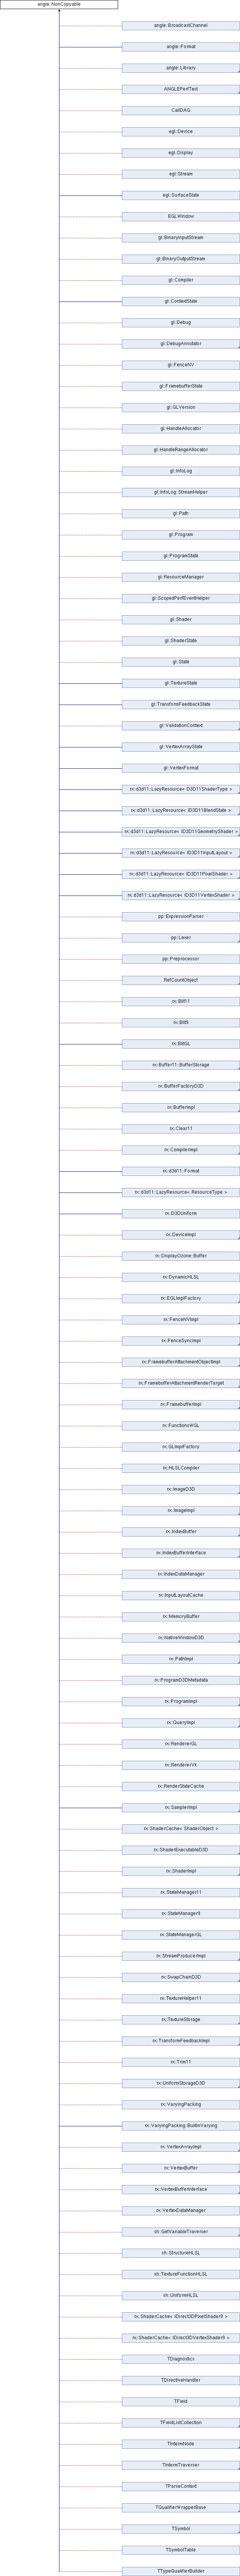 angle::NonCopyable
angle::BroadcastChannel
angle::Format
angle::Library
ANGLEPerfTest
CallDAG
egl::Device
egl::Display
egl::Stream
egl::SurfaceState
EGLWindow
gl::BinaryInputStream
gl::BinaryOutputStream
gl::Compiler
gl::ContextState
gl::Debug
gl::DebugAnnotator
gl::FenceNV
gl::FramebufferState
gl::GLVersion
gl::HandleAllocator
gl::HandleRangeAllocator
gl::InfoLog
gl::InfoLog::StreamHelper
gl::Path
gl::Program
gl::ProgramState
gl::ResourceManager
gl::ScopedPerfEventHelper
gl::Shader
gl::ShaderState
gl::State
gl::TextureState
gl::TransformFeedbackState
gl::ValidationContext
gl::VertexArrayState
gl::VertexFormat
rx::d3d11::LazyResource< D3D11ShaderType >
rx::d3d11::LazyResource< ID3D11BlendState >
rx::d3d11::LazyResource< ID3D11GeometryShader >
rx::d3d11::LazyResource< ID3D11InputLayout >
rx::d3d11::LazyResource< ID3D11PixelShader >
rx::d3d11::LazyResource< ID3D11VertexShader >
pp::ExpressionParser
pp::Lexer
pp::Preprocessor
RefCountObject
rx::Blit11
rx::Blit9
rx::BlitGL
rx::Buffer11::BufferStorage
rx::BufferFactoryD3D
rx::BufferImpl
rx::Clear11
rx::CompilerImpl
rx::d3d11::Format
rx::d3d11::LazyResource< ResourceType >
rx::D3DUniform
rx::DeviceImpl
rx::DisplayOzone::Buffer
rx::DynamicHLSL
rx::EGLImplFactory
rx::FenceNVImpl
rx::FenceSyncImpl
rx::FramebufferAttachmentObjectImpl
rx::FramebufferAttachmentRenderTarget
rx::FramebufferImpl
rx::FunctionsWGL
rx::GLImplFactory
rx::HLSLCompiler
rx::ImageD3D
rx::ImageImpl
rx::IndexBuffer
rx::IndexBufferInterface
rx::IndexDataManager
rx::InputLayoutCache
rx::MemoryBuffer
rx::NativeWindowD3D
rx::PathImpl
rx::ProgramD3DMetadata
rx::ProgramImpl
rx::QueryImpl
rx::RendererGL
rx::RendererVk
rx::RenderStateCache
rx::SamplerImpl
rx::ShaderCache< ShaderObject >
rx::ShaderExecutableD3D
rx::ShaderImpl
rx::StateManager11
rx::StateManager9
rx::StateManagerGL
rx::StreamProducerImpl
rx::SwapChainD3D
rx::TextureHelper11
rx::TextureStorage
rx::TransformFeedbackImpl
rx::Trim11
rx::UniformStorageD3D
rx::VaryingPacking
rx::VaryingPacking::BuiltinVarying
rx::VertexArrayImpl
rx::VertexBuffer
rx::VertexBufferInterface
rx::VertexDataManager
sh::GetVariableTraverser
sh::StructureHLSL
sh::TextureFunctionHLSL
sh::UniformHLSL
rx::ShaderCache< IDirect3DPixelShader9 >
rx::ShaderCache< IDirect3DVertexShader9 >
TDiagnostics
TDirectiveHandler
TField
TFieldListCollection
TIntermNode
TIntermTraverser
TParseContext
TQualifierWrapperBase
TSymbol
TSymbolTable
TTypeQualifierBuilder